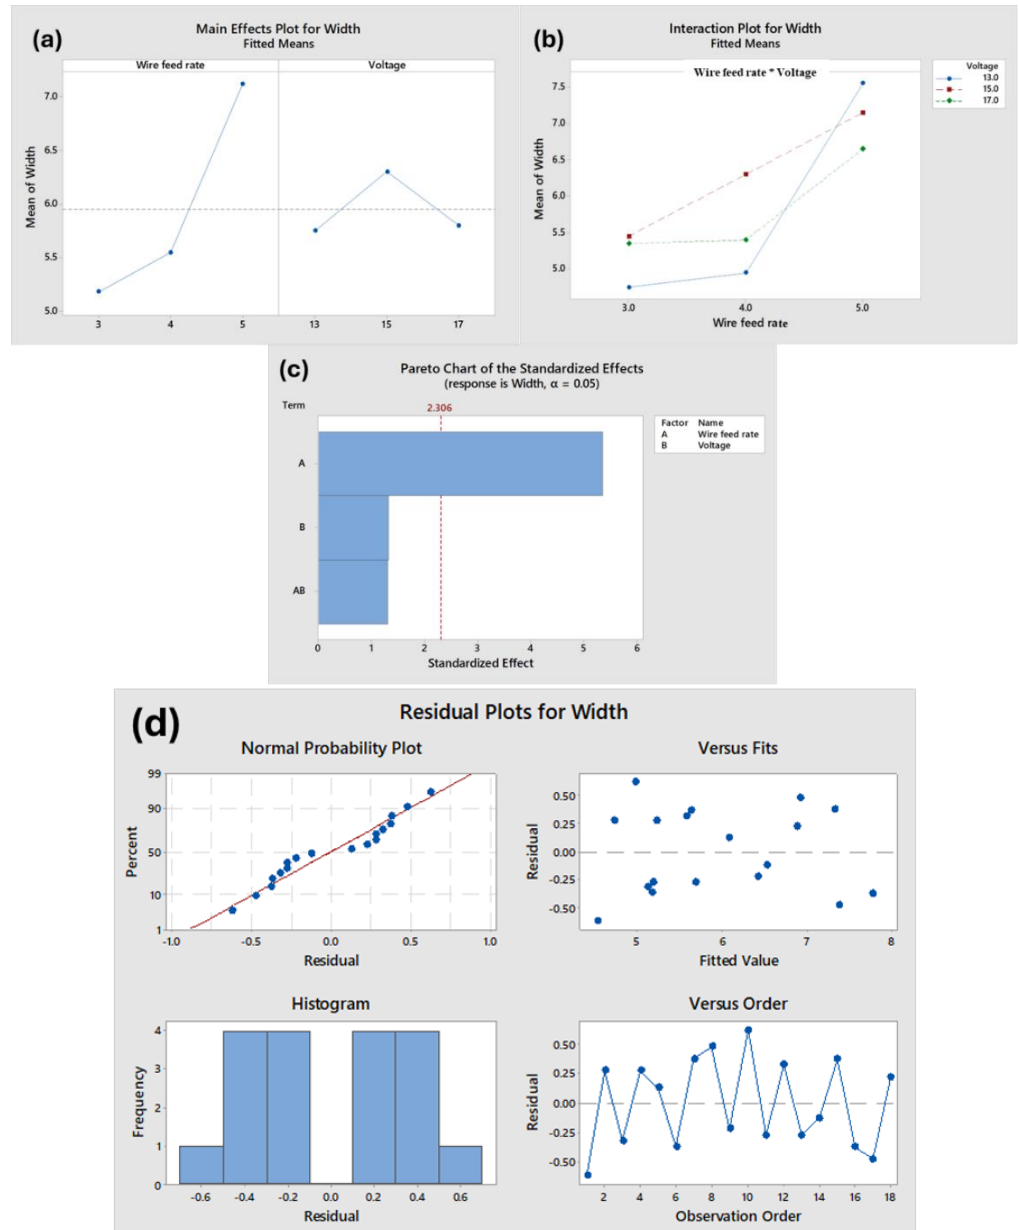 (a)
Main Effects Plot for Width
Fitted Means
Wire feed rate Voltage
Mean of Width
7.0
6.5
6.0
5.5
5.0
3 4 5 13 15 17
(b)
Interaction Plot for Width
Fitted Means
Wire feed rate * Voltage
Mean of Width
7.5
7.0
6.5
6.0
5.5
5.0
3.0 4.0 5.0
Wire feed rate
Voltage
13.0
15.0
17.0
(c)
Pareto Chart of the Standardized Effects
(response is Width, α = 0.05)
Term
2.306
A
B
AB
0 1 2 3 4 5 6
Standardized Effect
Factor Name
A Wire feed rate
B Voltage
(d)
Residual Plots for Width
Normal Probability Plot
Percent
99
90
50
10
1
-1.0 -0.5 0.0 0.5 1.0
Residual
Versus Fits
Residual
0.50
0.25
0.00
-0.25
-0.50
5 6 7 8
Fitted Value
Histogram
Frequency
4
3
2
1
0
-0.6 -0.4 -0.2 0.0 0.2 0.4 0.6
Residual
Versus Order
Residual
0.50
0.25
0.00
-0.25
-0.50
2 4 6 8 10 12 14 16 18
Observation Order